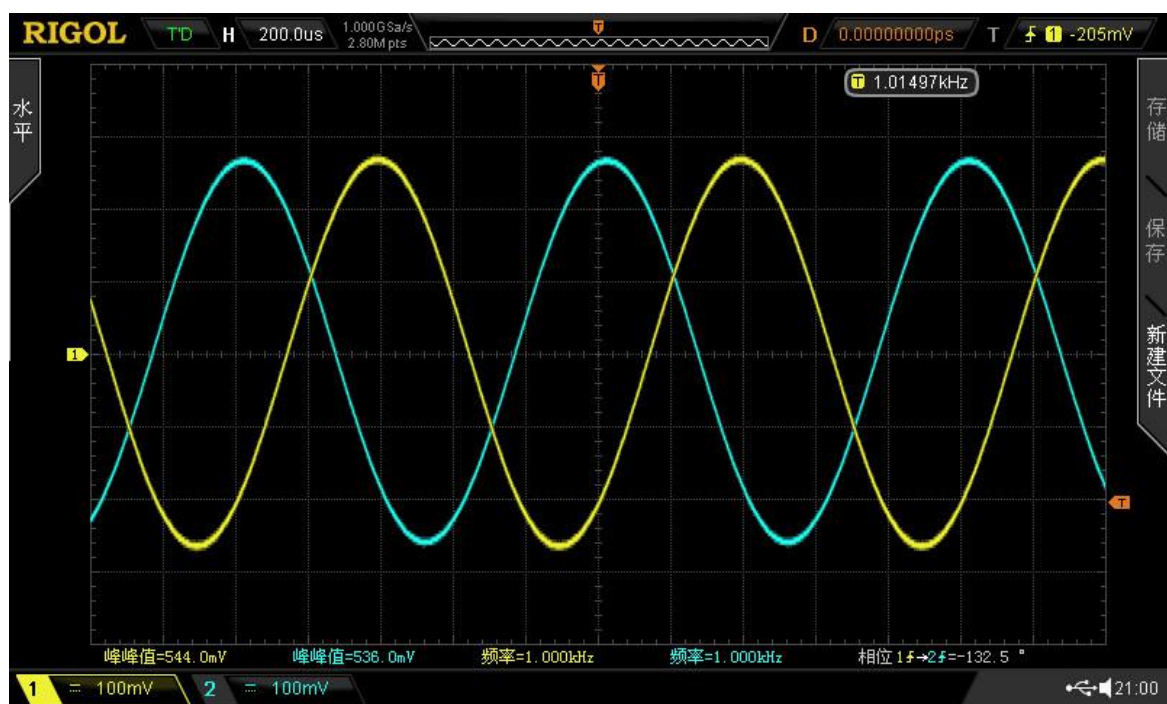 RIGOL T'D H 200.0us 1.000GSa/s D 0.00000000ps T 1 -205mV
2.80M pts
T
T 1.01497kHz
水平
存储
保存
新建文件
1
T
峰峰值=544.0mV 峰峰值=536.0mV 频率=1.000kHz 频率=1.000kHz 相位1→2=-132.5 °
1 = 100mV 2 = 100mV 21:00